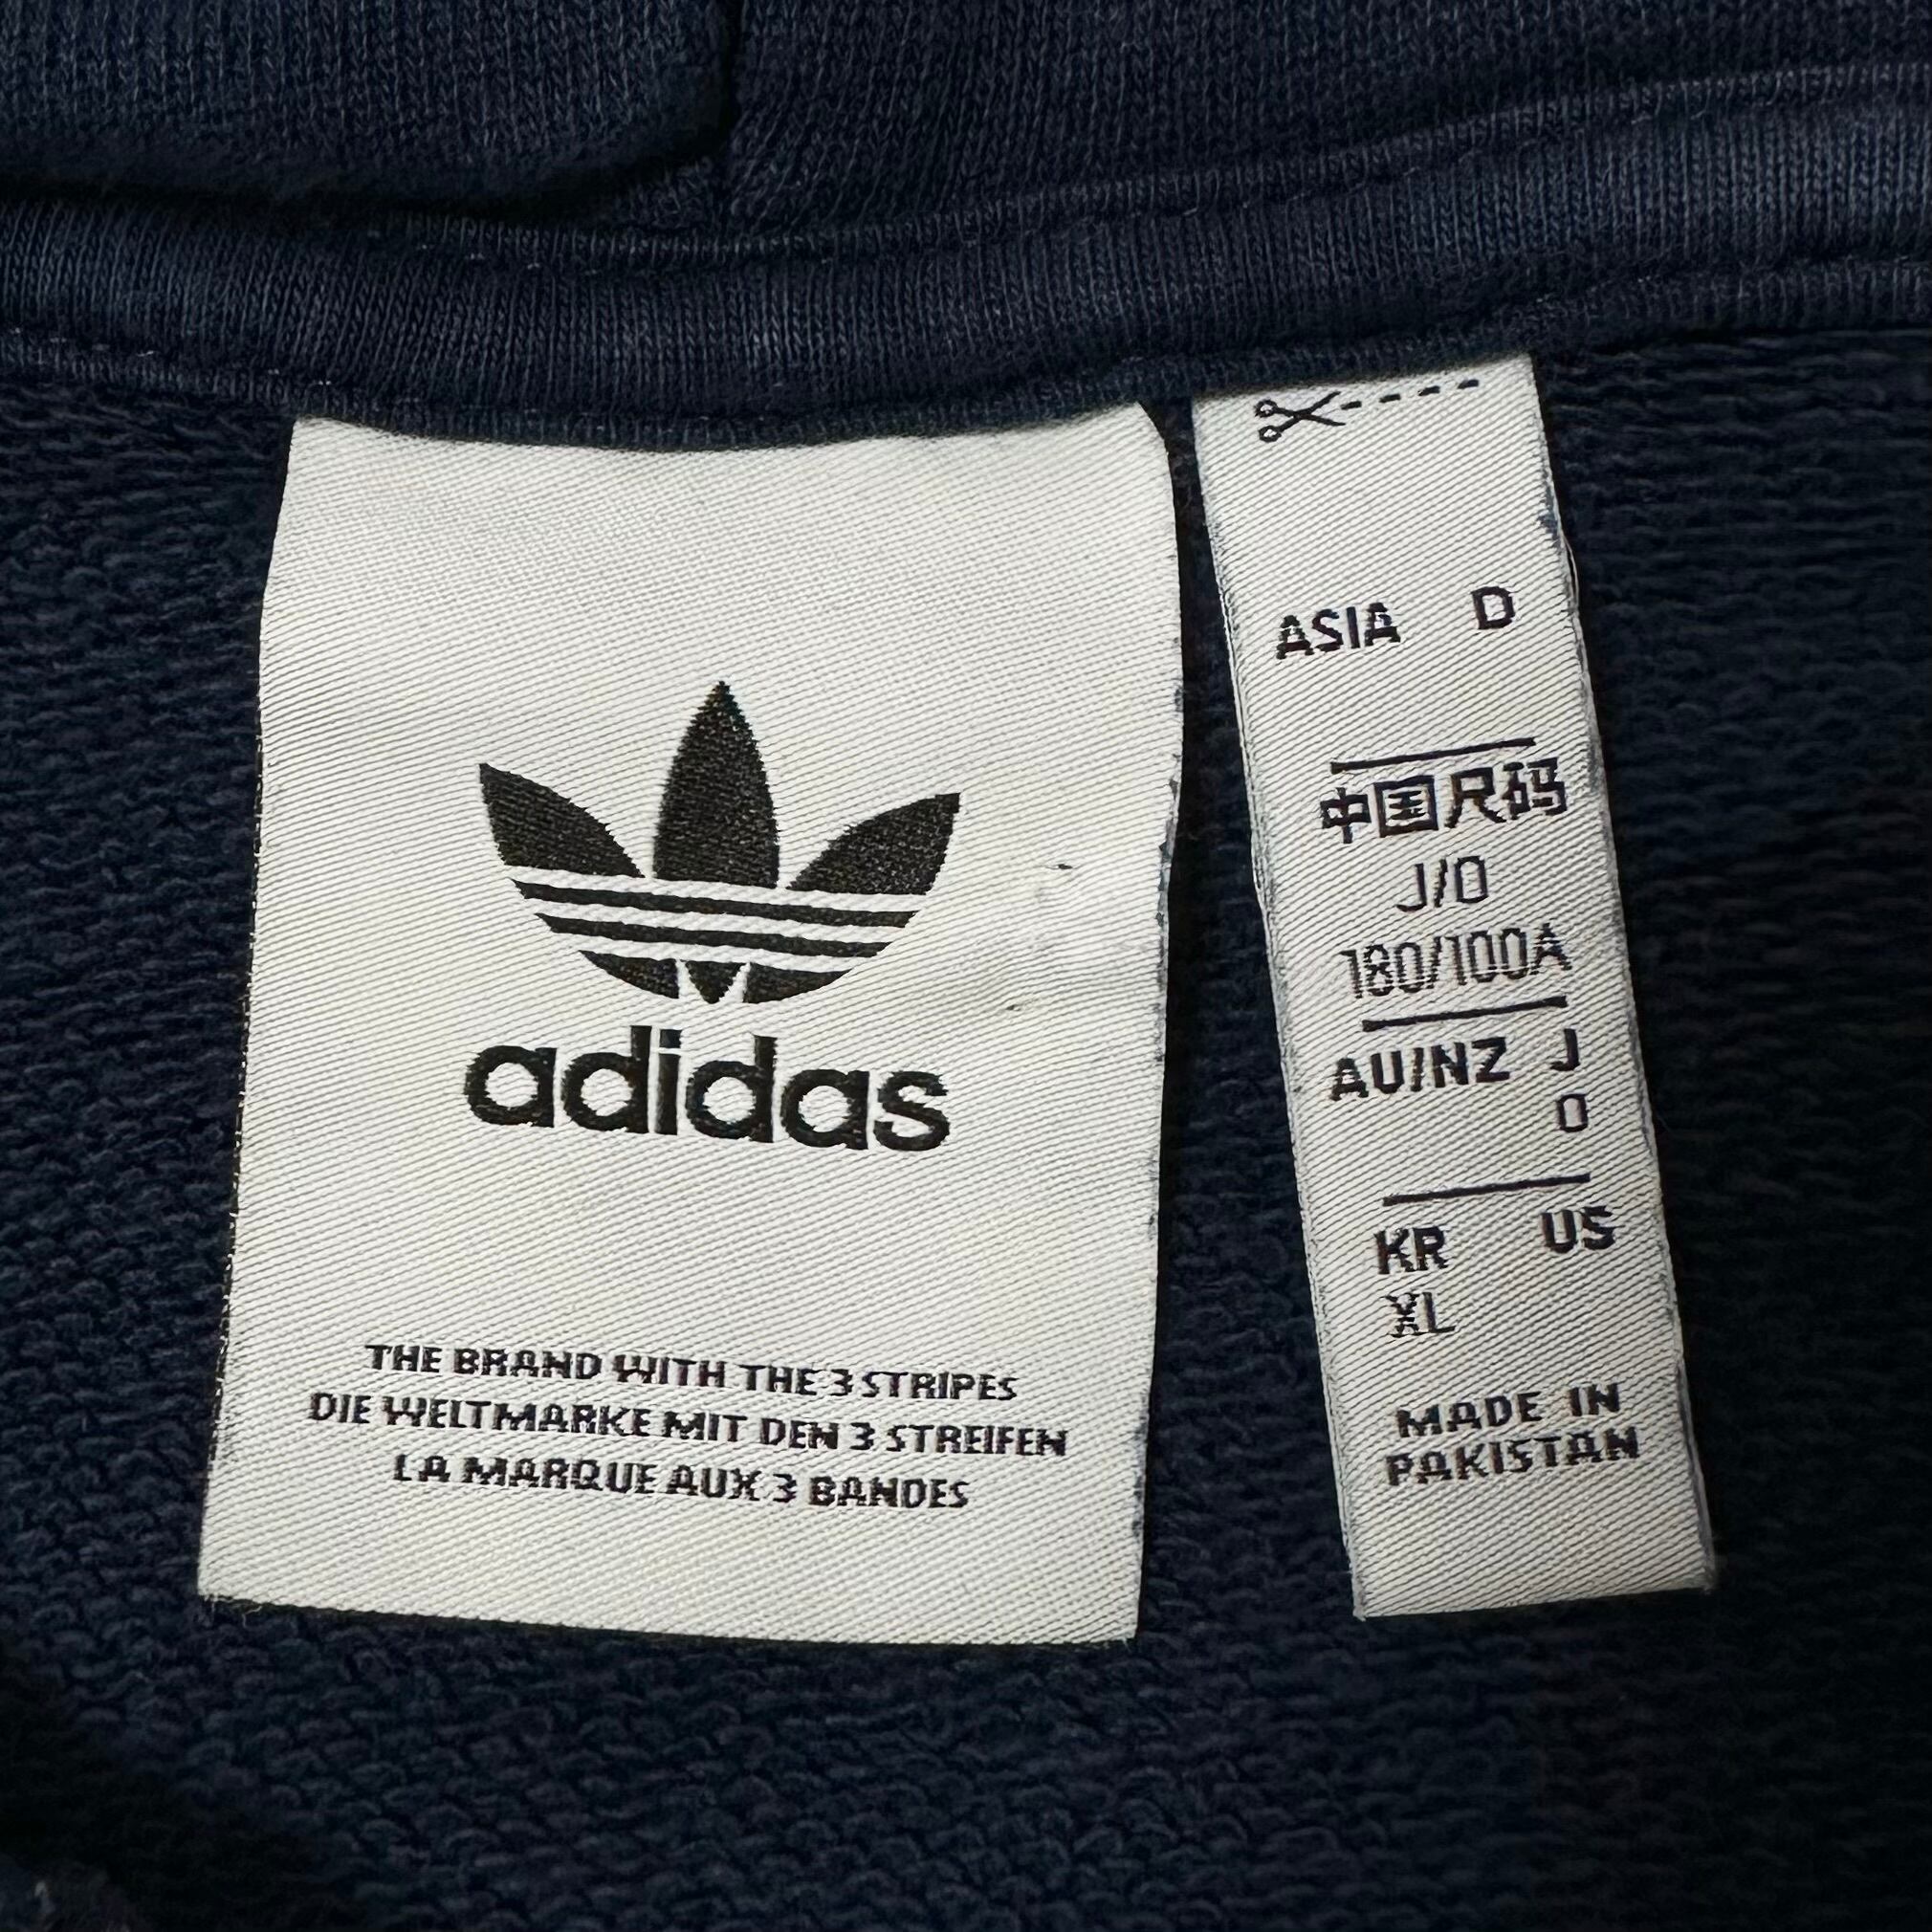 adidas
THE BRAND WITH THE 3 STRIPES
DIE WELTMARKE MIT DEN 3 STREIFEN
LA MARQUE AUX 3 BANDES
ASIA D
中国尺码
J/O
180/100A
AU/NZ J
O
KR US
XL
MADE IN
PAKISTAN